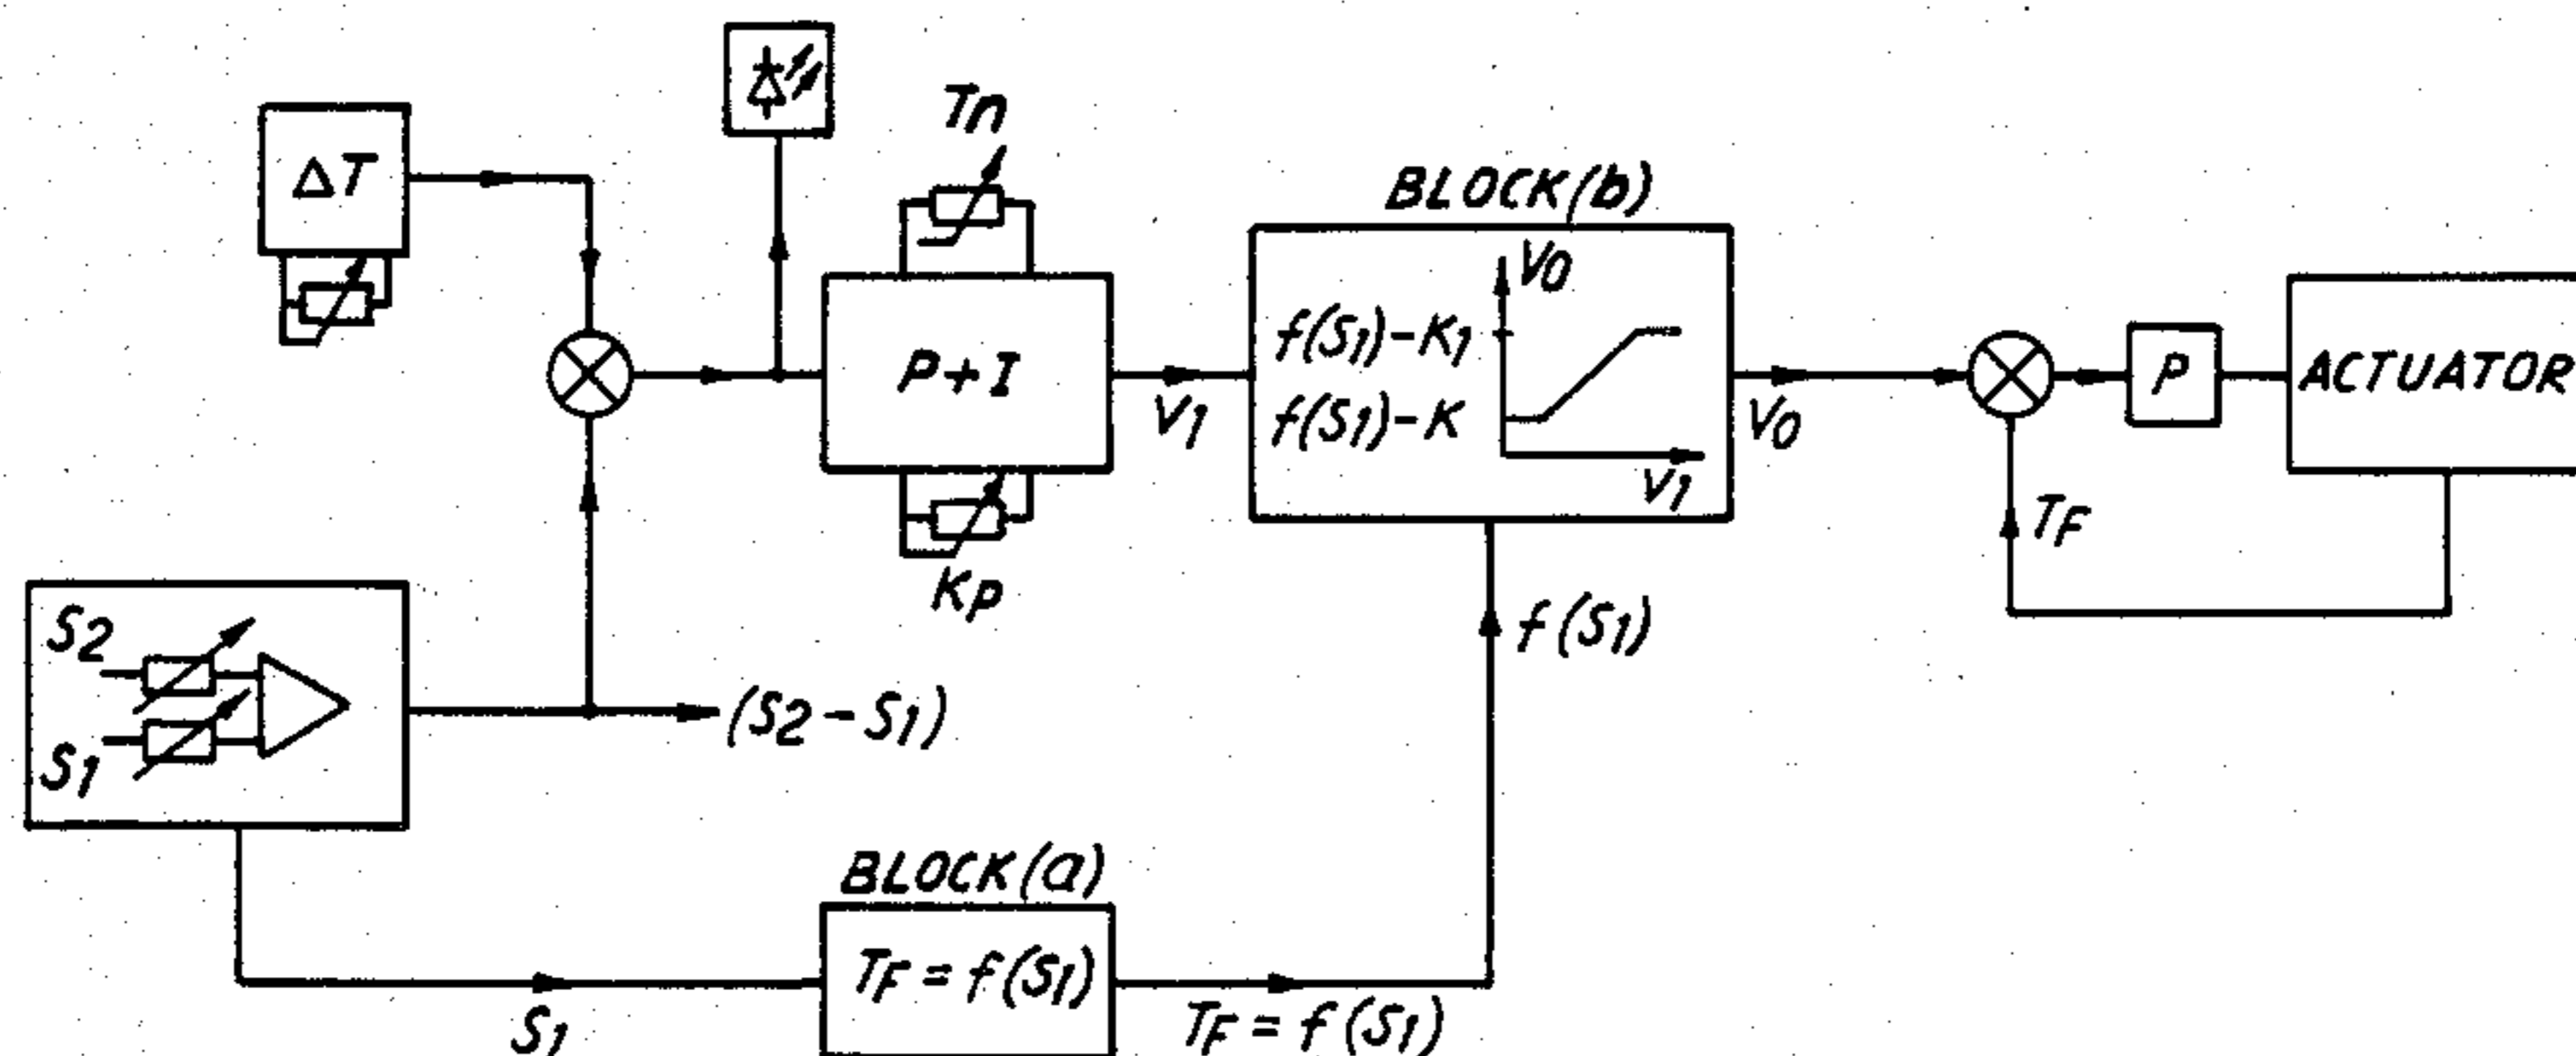 Tn
ΔT
BLOCK(b)
V0
f(S1)-K1
P+I
f(S1)-K
V1
V1
V0
P
ACTUATOR
TF
Kp
f(S1)
S2
S1
(S2-S1)
BLOCK(a)
TF = f(S1)
S1
TF = f(S1)